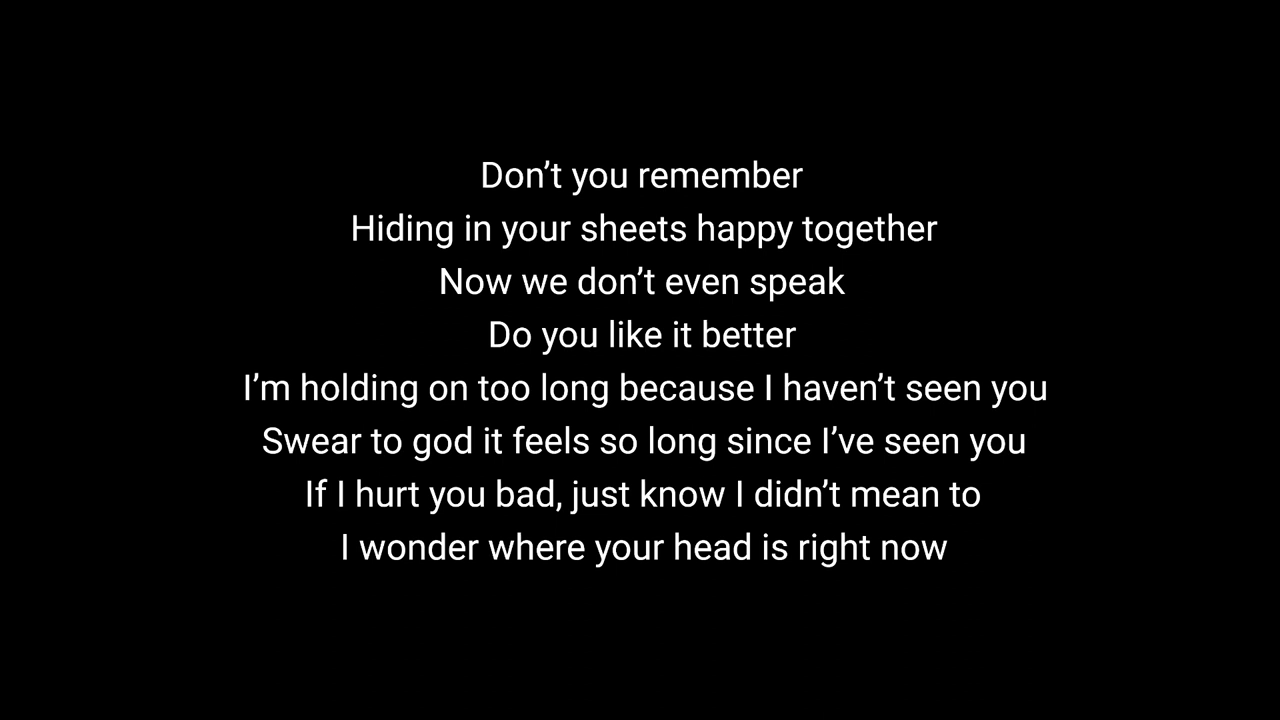 Don’t you remember
Hiding in your sheets happy together
Now we don’t even speak
Do you like it better
I’m holding on too long because I haven’t seen you
Swear to god it feels so long since I’ve seen you
If I hurt you bad, just know I didn’t mean to
I wonder where your head is right now